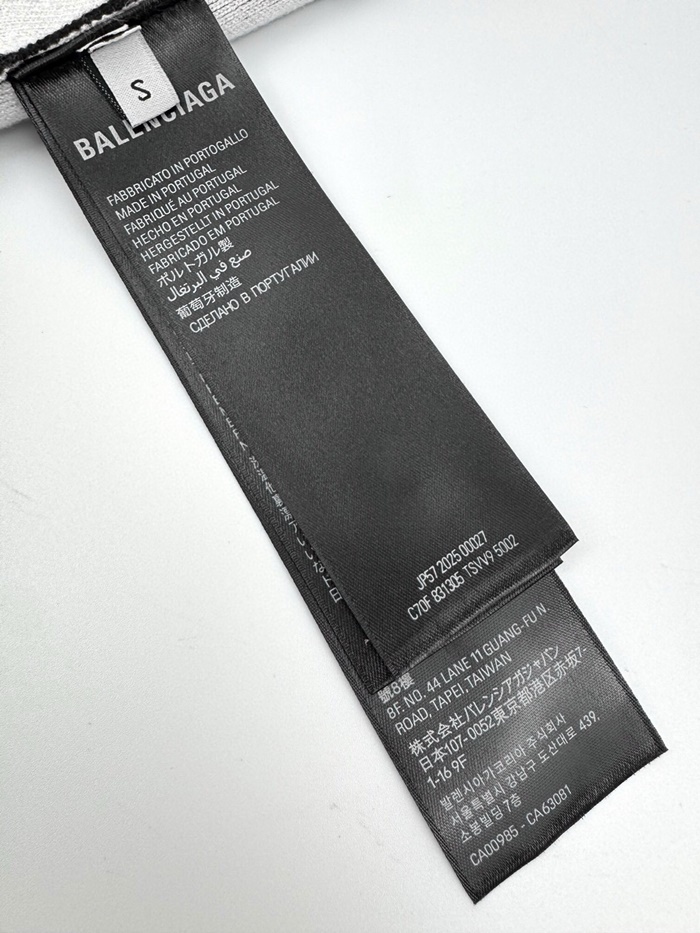 S
BALENCIAGA
FABBRICATO IN PORTOGALLO
MADE IN PORTUGAL
FABRIQUÉ AU PORTUGAL
HECHO EN PORTUGAL
HERGESTELLT IN PORTUGAL
FABRICADO EM PORTUGAL
ポルトガル製
صنع في البرتغال
葡萄牙制造
СДЕЛАНО В ПОРТУГАЛИИ
JP57 2025 00027
C70F 831305 TSVV9 5002
號8樓
8F. NO. 44 LANE 11 GUANG-FU N.
ROAD, TAPEI, TAIWAN
株式会社バレンシアガジャパン
日本107-0052東京都港区赤坂7-
1-16 9F
발렌시아가코리아 주식회사
서울특별시 강남구 도산대로 439,
소봉빌딩 7층
CA00985 - CA63081